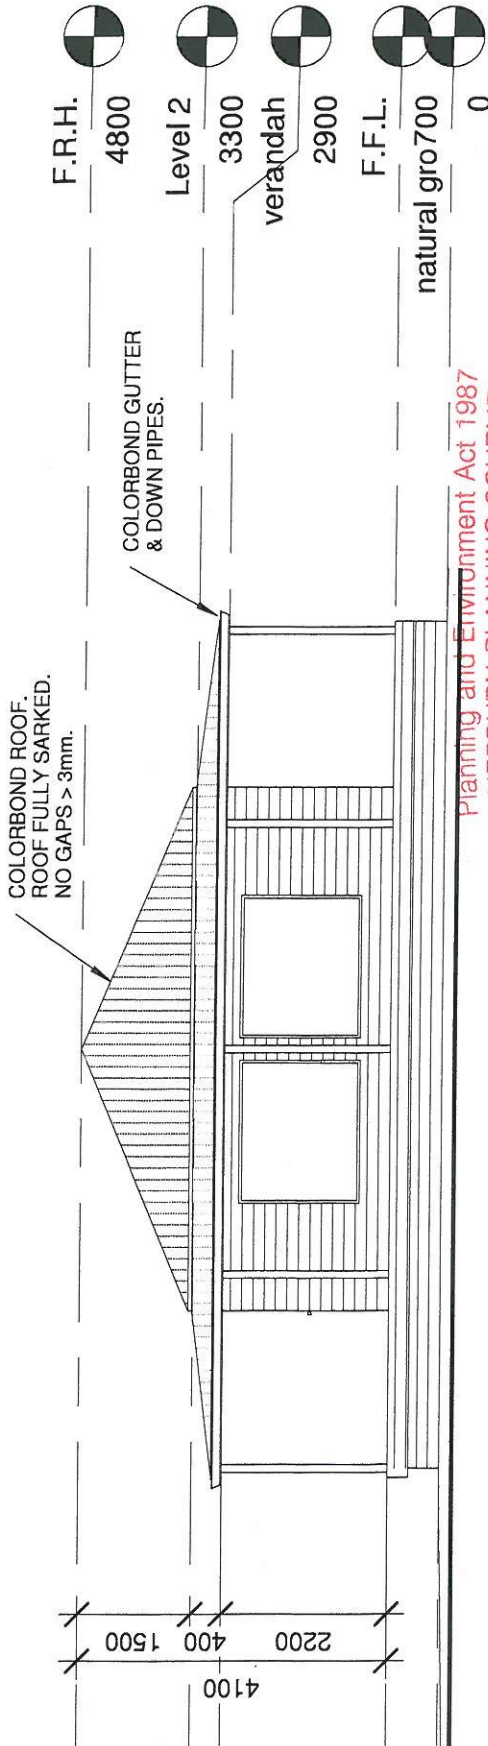 F.R.H.
4800
Level 2
3300
verandah
2900
F.F.L.
natural gro700
0
COLORBOND ROOF.
ROOF FULLY SARKED.
NO GAPS > 3mm.
COLORBOND GUTTER
& DOWN PIPES.
1500
400
2200
4100
Planning and Environment Act 1987